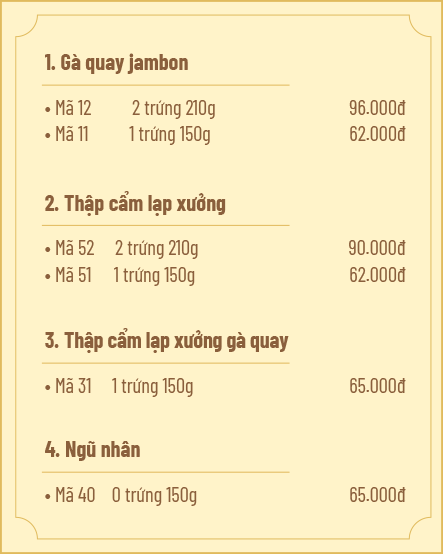 1. Gà quay jambon
• Mã 12 2 trứng 210g 96.000đ
• Mã 11 1 trứng 150g 62.000đ
2. Thập cẩm lạp xưởng
• Mã 52 2 trứng 210g 90.000đ
• Mã 51 1 trứng 150g 62.000đ
3. Thập cẩm lạp xưởng gà quay
• Mã 31 1 trứng 150g 65.000đ
4. Ngũ nhân
• Mã 40 0 trứng 150g 65.000đ